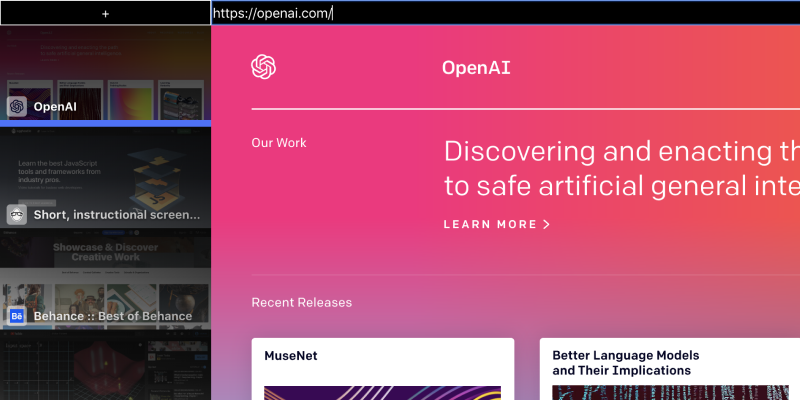 +
https://openai.com/
OpenAI
Learn the best JavaScript
tools and frameworks from
industry pros.
Short, instructional screen...
Showcase & Discover
Creative Work
Behance :: Best of Behance
OpenAI
Our Work
Discovering and enacting th
to safe artificial general inte
LEARN MORE >
Recent Releases
MuseNet
Better Language Models
and Their Implications